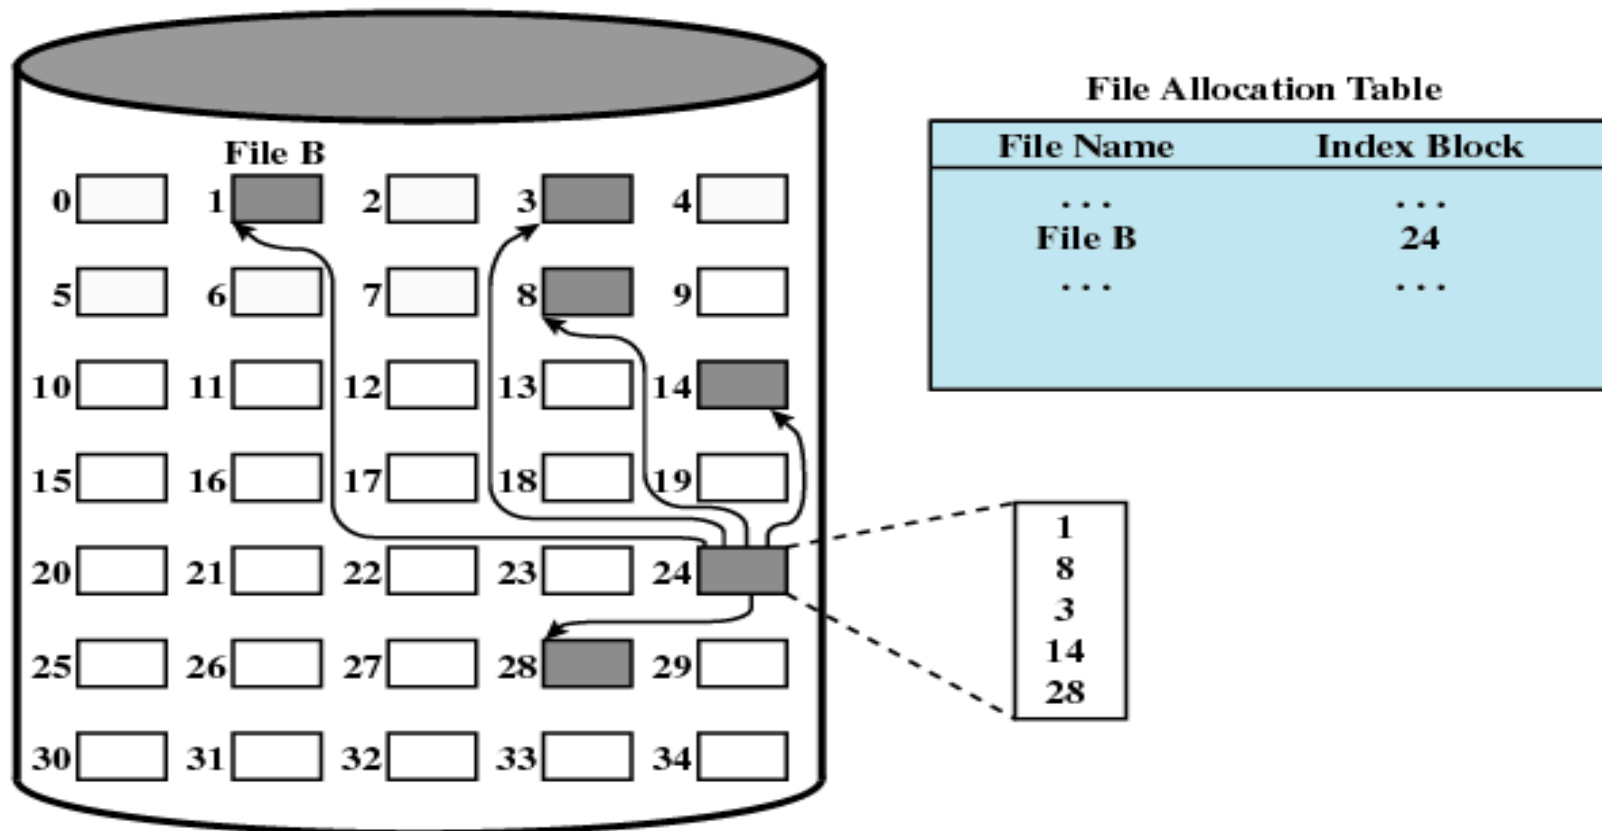 File B
0 1 2 3 4
5 6 7 8 9
10 11 12 13 14
15 16 17 18 19
20 21 22 23 24
25 26 27 28 29
30 31 32 33 34
File Allocation Table
File Name Index Block
... ...
File B 24
... ...
1
8
3
14
28